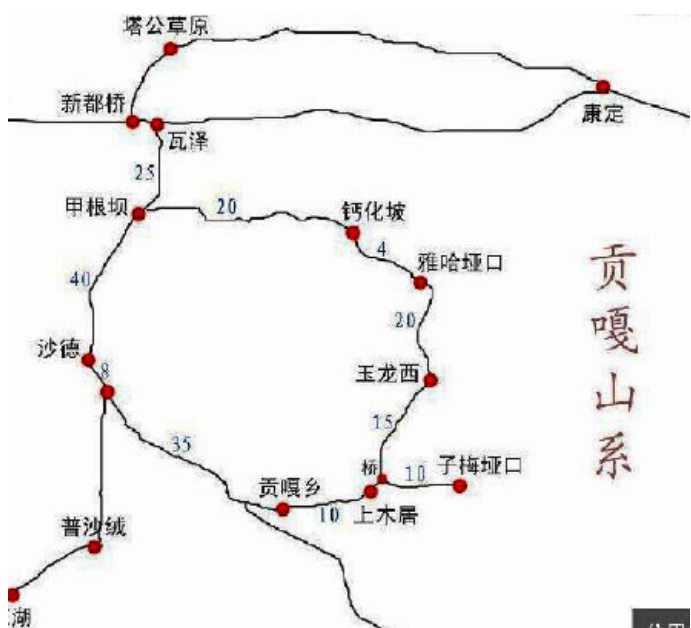 塔公草原
新都桥
康定
瓦泽
25
甲根坝
20
钙化坡
4
雅哈垭口
40
20
沙德
8
玉龙西
15
35
桥
10
子梅垭口
贡嘎乡
10
上木居
普沙绒
湖
贡嘎山系